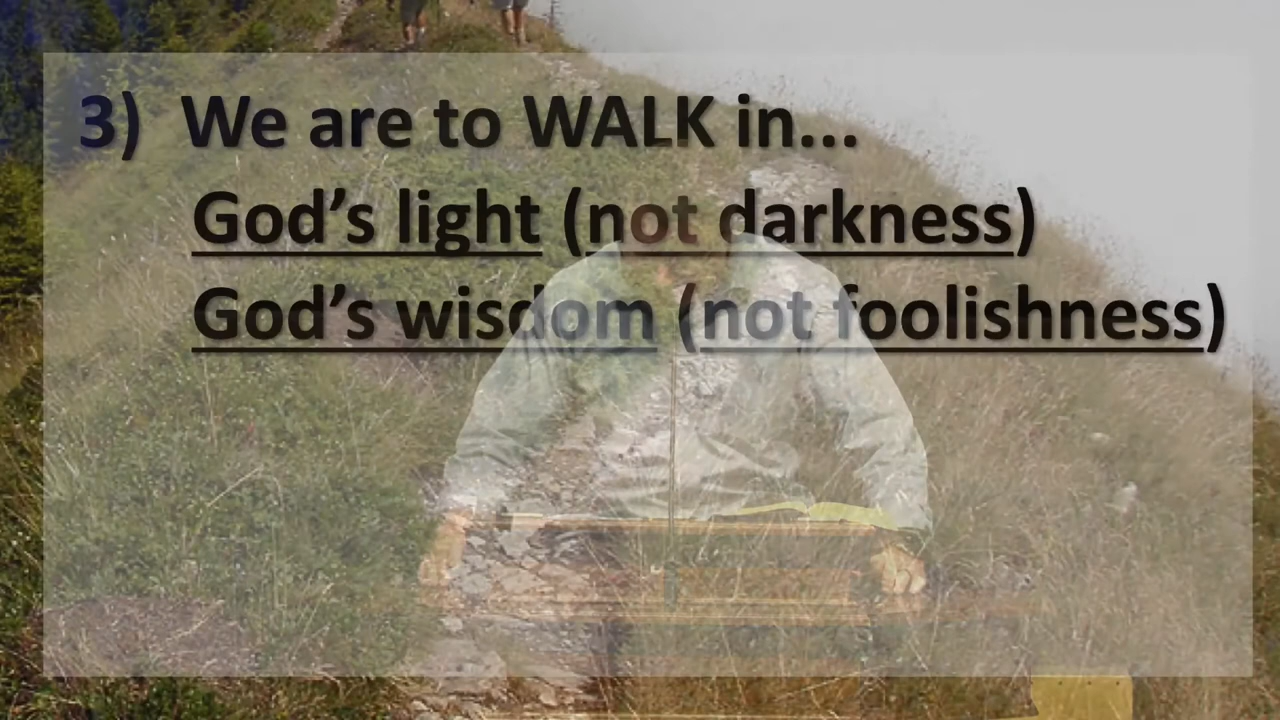 3) We are to WALK in...
God's light (not darkness)
God's wisdom (not foolishness)